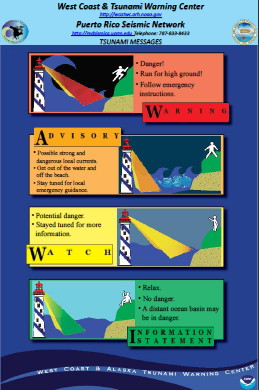 West Coast & Tsunami Warning Center
http://wcatwc.arh.noaa.gov
Puerto Rico Seismic Network
http://redsismica.uprm.edu Telephone: 787-833-8433
TSUNAMI MESSAGES
• Danger!
• Run for high ground!
• Follow emergency
instructions.
WARNING
ADVISORY
• Possible strong and
dangerous local currents.
• Get out of the water and
off the beach.
• Stay tuned for local
emergency guidance.
• Potential danger.
• Stayed tuned for more
information.
WATCH
• Relax.
• No danger.
• A distant ocean basin may
be in danger.
INFORMATION
STATEMENT
WEST COAST & ALASKA TSUNAMI WARNING CENTER